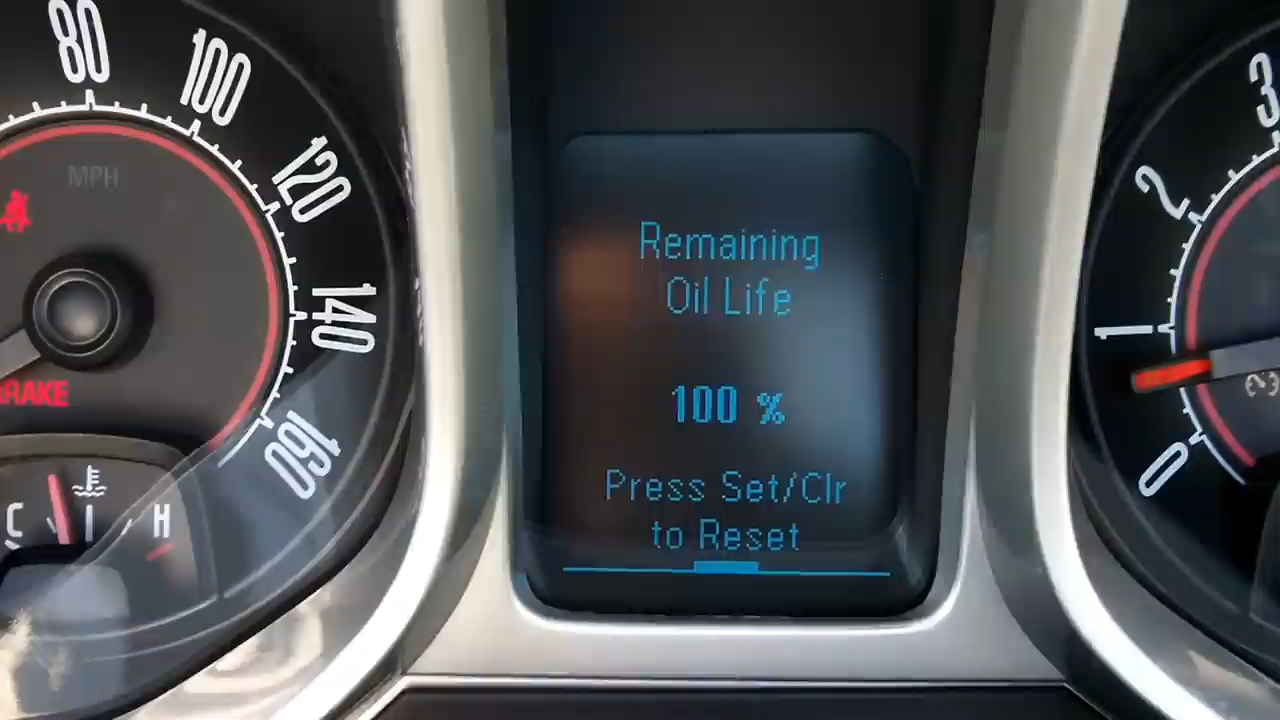 80
100
120
140
160
MPH
BRAKE
C
H
Remaining
Oil Life
100 %
Press Set/Clr
to Reset
3
2
1
0